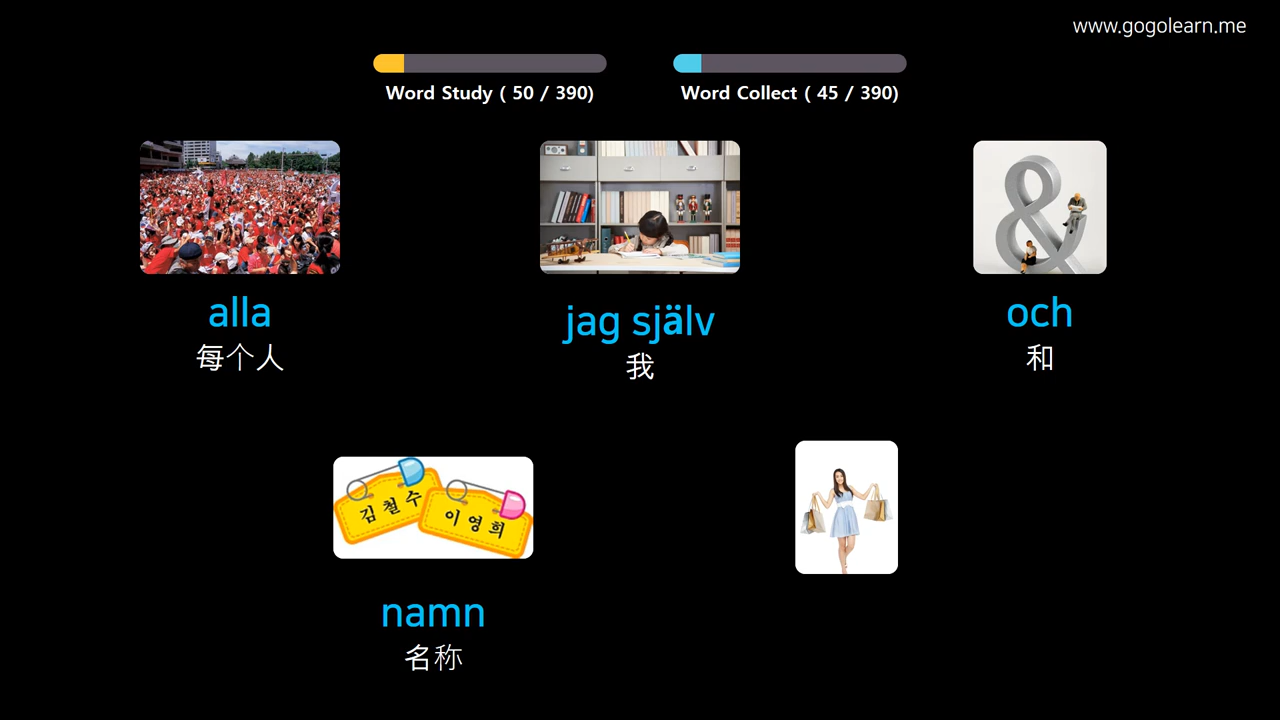 www.gogolearn.me
Word Study ( 50 / 390)
Word Collect ( 45 / 390)
alla
每个人
jag själv
我
och
和
김철수
이영희
namn
名称